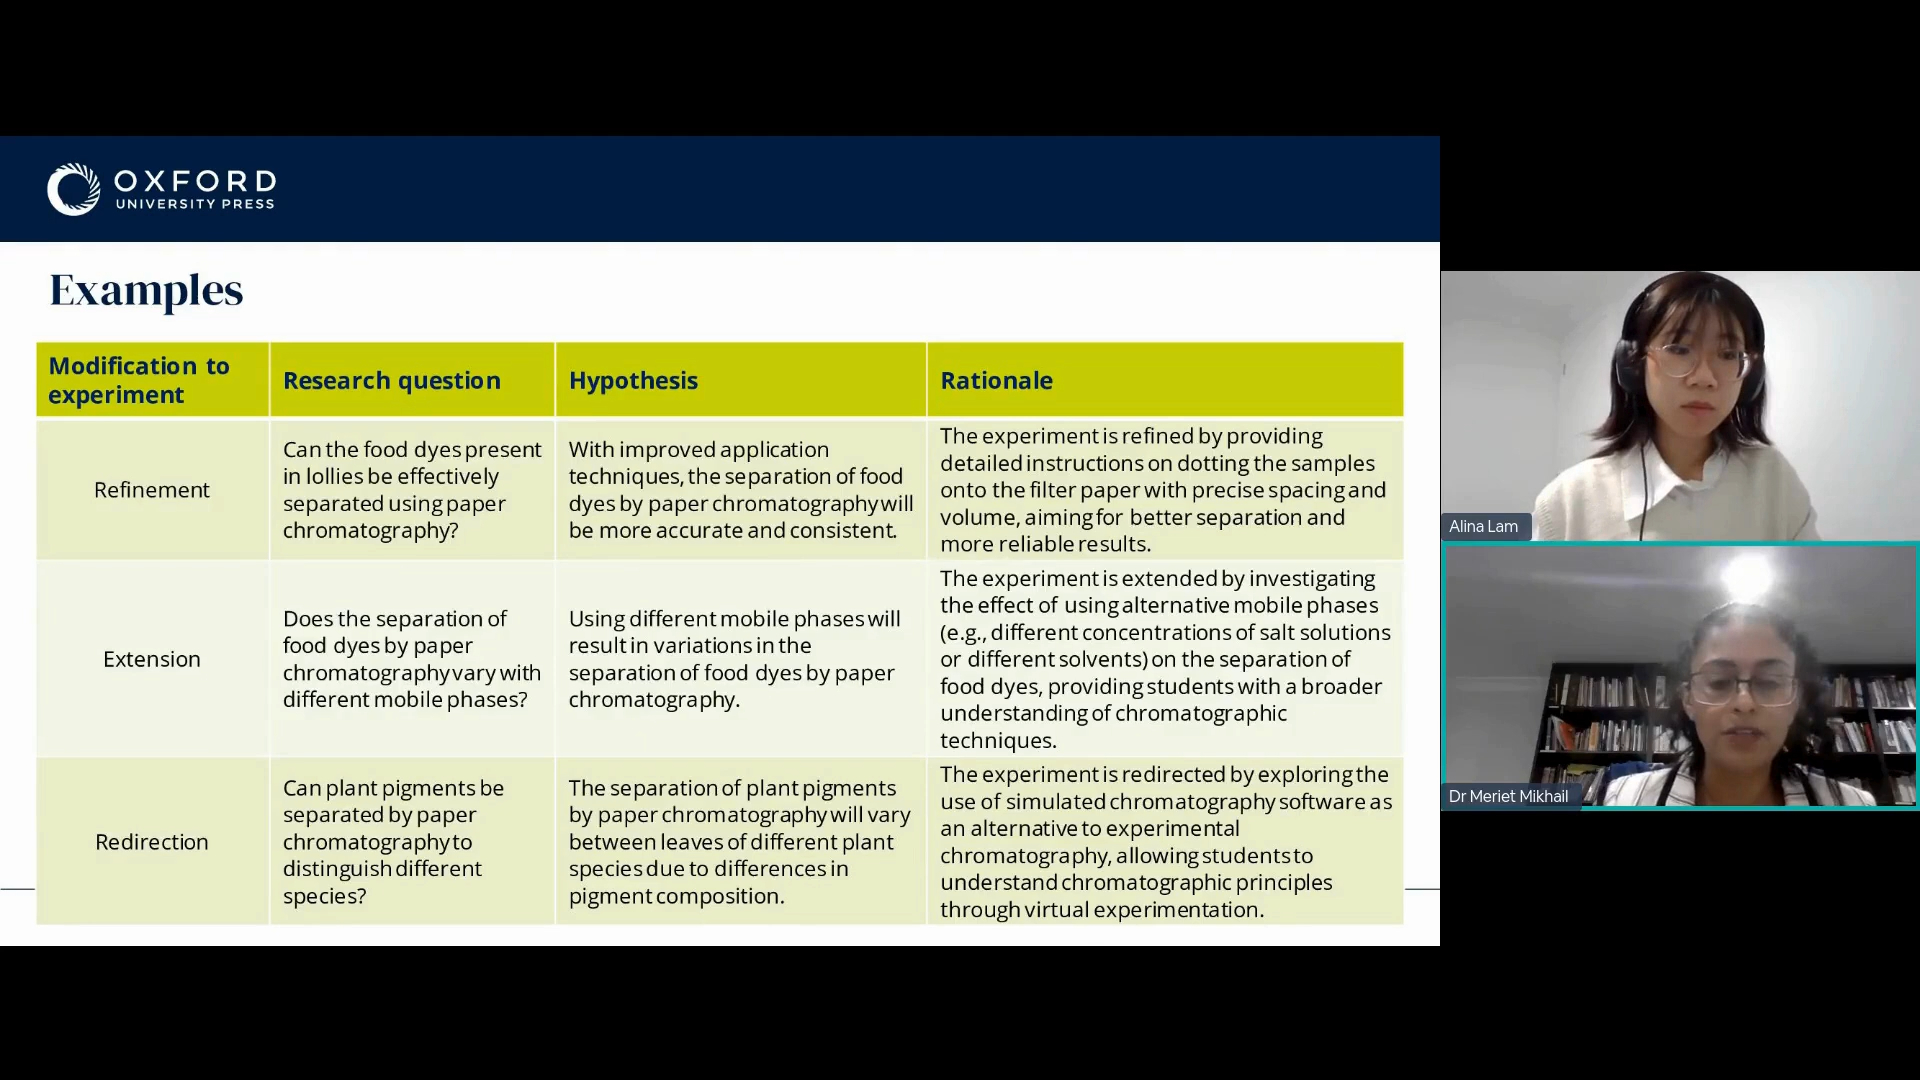 OXFORD
UNIVERSITY PRESS
Examples
Modification to
experiment
Research question
Hypothesis
Rationale
Refinement
Can the food dyes present
in lollies be effectively
separated using paper
chromatography?
With improved application
techniques, the separation of food
dyes by paper chromatography will
be more accurate and consistent.
The experiment is refined by providing
detailed instructions on dotting the samples
onto the filter paper with precise spacing and
volume, aiming for better separation and
more reliable results.
Extension
Does the separation of
food dyes by paper
chromatography vary with
different mobile phases?
Using different mobile phases will
result in variations in the
separation of food dyes by paper
chromatography.
The experiment is extended by investigating
the effect of using alternative mobile phases
(e.g., different concentrations of salt solutions
or different solvents) on the separation of
food dyes, providing students with a broader
understanding of chromatographic
techniques.
Redirection
Can plant pigments be
separated by paper
chromatography to
distinguish different
species?
The separation of plant pigments
by paper chromatography will vary
between leaves of different plant
species due to differences in
pigment composition.
The experiment is redirected by exploring the
use of simulated chromatography software as
an alternative to experimental
chromatography, allowing students to
understand chromatographic principles
through virtual experimentation.
Alina Lam
Dr Meriet Mikhail